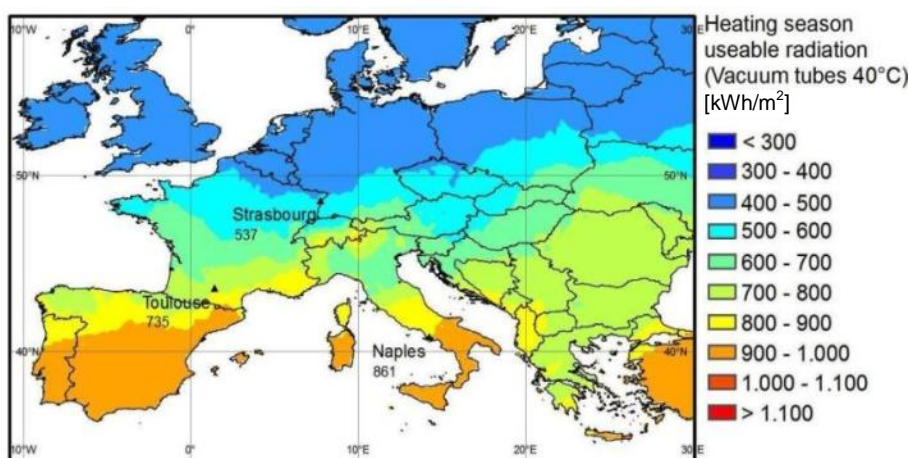 10°W
0°
10°E
20°E
30°E
50°N
50°N
Strasbourg
537
Toulouse
735
40°N
Naples
861
40°N
10°W
0°
10°E
20°E
30°E
Heating season
useable radiation
(Vacuum tubes 40°C)
[kWh/m²]
< 300
300 - 400
400 - 500
500 - 600
600 - 700
700 - 800
800 - 900
900 - 1.000
1.000 - 1.100
> 1.100